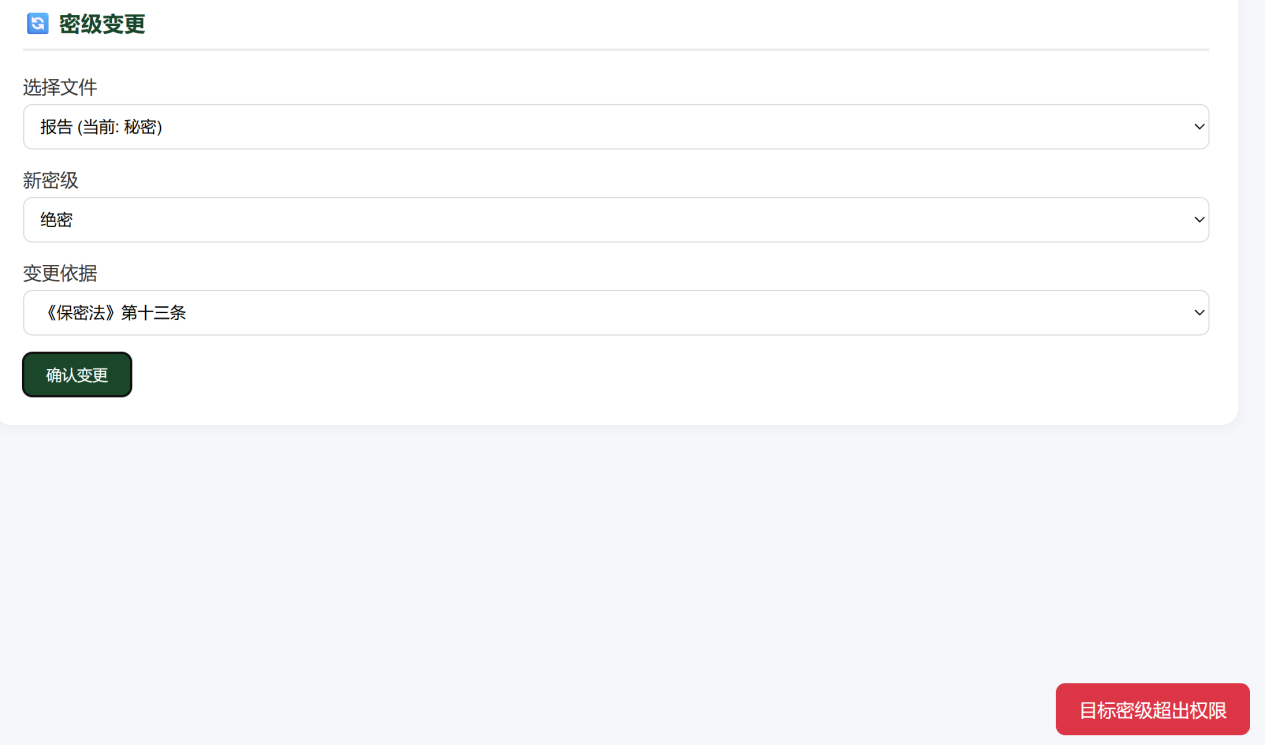 密级变更
选择文件
报告 (当前: 秘密)
新密级
绝密
变更依据
《保密法》第十三条
确认变更
目标密级超出权限